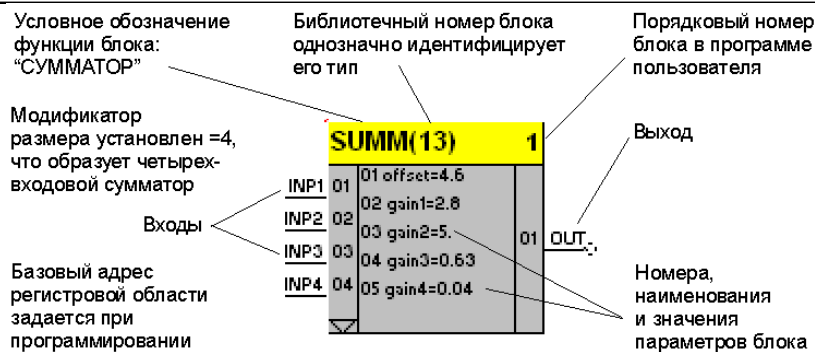 Условное обозначение
функции блока:
“СУММАТОР”
Библиотечный номер блока
однозначно идентифицирует
его тип
Порядковый номер
блока в программе
пользователя
Модификатор
размера установлен =4,
что образует четырех-
входовой сумматор
Входы
Базовый адрес
регистровой области
задается при
программировании
SUMM(13) 1
INP1 01
INP2 02
INP3 03
INP4 04
01 offset=4.6
02 gain1=2.8
03 gain2=5.
04 gain3=0.63
05 gain4=0.04
01 OUT
Выход
Номера,
наименования
и значения
параметров блока